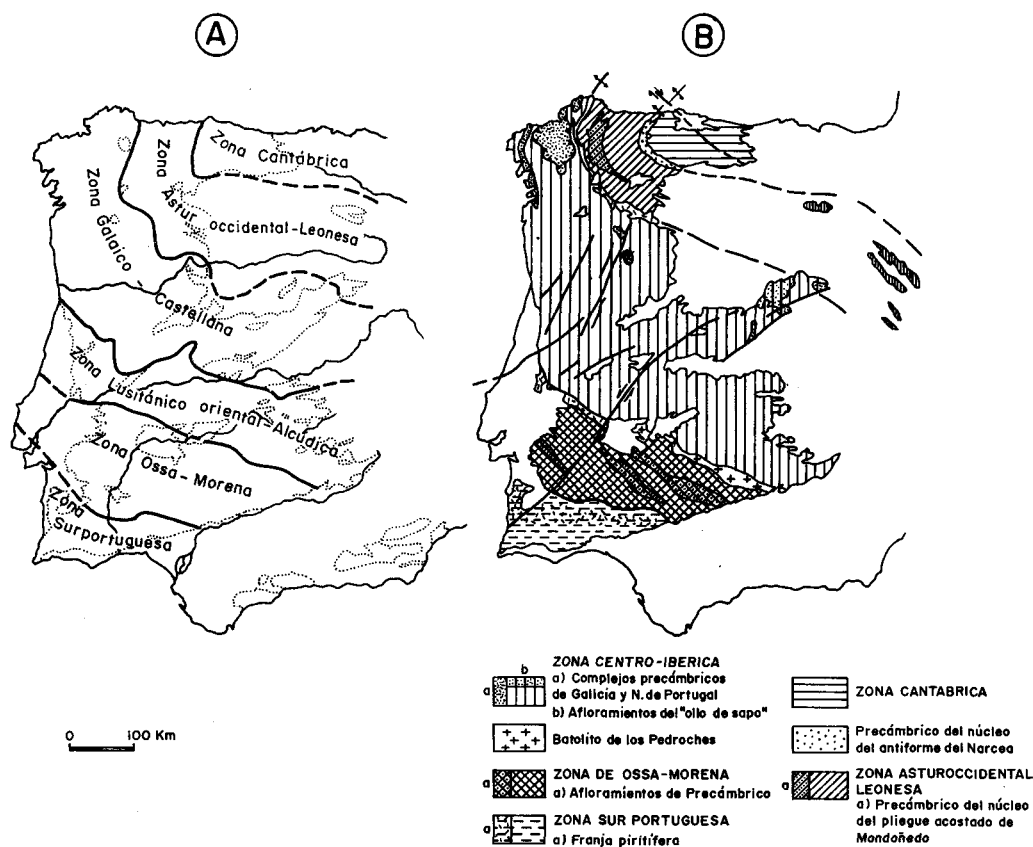 A
B
Zona Cantábrica
Zona Astur occidental-Leonesa
Zona Galaico - Castellana
Zona Lusitánico oriental-Alcúdica
Zona Ossa-Morena
Zona Surportuguesa
0 100 Km
b
a
ZONA CENTRO-IBERICA
a) Complejos precámbricos
de Galicia y N. de Portugal
b) Afloramientos del "ollo de sapo"
Batolito de los Pedroches
a
ZONA DE OSSA-MORENA
a) Afloramientos de Precámbrico
a
ZONA SUR PORTUGUESA
a) Franja piritífera
ZONA CANTABRICA
Precámbrico del núcleo
del antiforme del Narcea
a
ZONA ASTUROCCIDENTAL
LEONESA
a) Precámbrico del núcleo
del pliegue acostado de
Mondoñedo